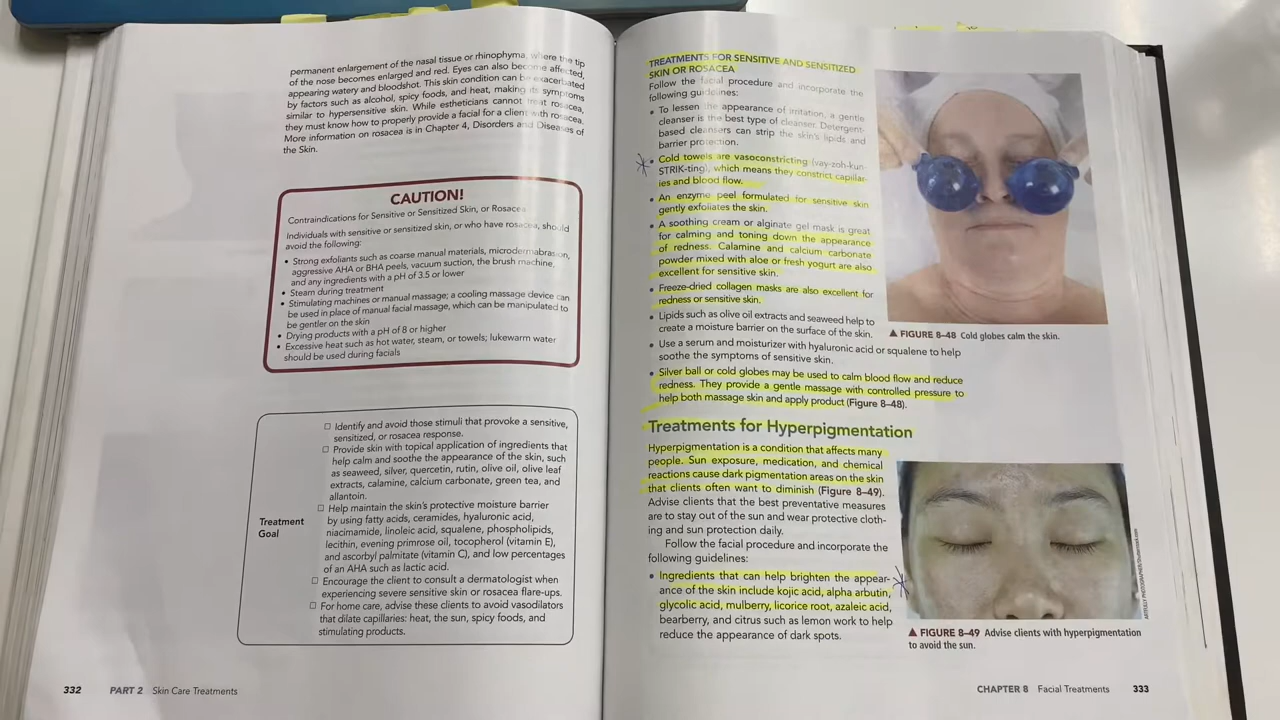 permanent enlargement of the nasal tissue or rhinophyma, where the tip
of the nose becomes enlarged and red. Eyes can also become affected,
appearing watery and bloodshot. This skin condition can be exacerbated
by factors such as alcohol, spicy foods, and heat, making its symptoms
similar to hypersensitive skin. While estheticians cannot treat rosacea,
they must know how to properly provide a facial for a client with rosacea.
More information on rosacea is in Chapter 4, Disorders and Diseases of
the Skin.
CAUTION!
Contraindications for Sensitive or Sensitized Skin, or Rosacea
Individuals with sensitive or sensitized skin, or who have rosacea, should
avoid the following:
• Strong exfoliants such as coarse manual materials, microdermabrasion,
aggressive AHA or BHA peels, vacuum suction, the brush machine,
and any ingredients with a pH of 3.5 or lower
• Steam during treatment
• Stimulating machines or manual massage; a cooling massage device can
be used in place of manual facial massage, which can be manipulated to
be gentler on the skin
• Drying products with a pH of 8 or higher
• Excessive heat such as hot water, steam, or towels; lukewarm water
should be used during facials
Treatment
Goal
□ Identify and avoid those stimuli that provoke a sensitive,
sensitized, or rosacea response.
□ Provide skin with topical application of ingredients that
help calm and soothe the appearance of the skin, such
as seaweed, silver, quercetin, rutin, olive oil, olive leaf
extracts, calamine, calcium carbonate, green tea, and
allantoin.
□ Help maintain the skin's protective moisture barrier
by using fatty acids, ceramides, hyaluronic acid,
niacinamide, linoleic acid, squalene, phospholipids,
lecithin, evening primrose oil, tocopherol (vitamin E),
and ascorbyl palmitate (vitamin C), and low percentages
of an AHA such as lactic acid.
□ Encourage the client to consult a dermatologist when
experiencing severe sensitive skin or rosacea flare-ups.
□ For home care, advise these clients to avoid vasodilators
that dilate capillaries: heat, the sun, spicy foods, and
stimulating products.
332 PART 2 Skin Care Treatments
TREATMENTS FOR SENSITIVE AND SENSITIZED
SKIN OR ROSACEA
Follow the facial procedure and incorporate the
following guidelines:
• To lessen the appearance of irritation, a gentle
cleanser is the best type of cleanser. Detergent-
based cleansers can strip the skin's lipids and
barrier protection.
• Cold towels are vasoconstricting (vay-zoh-kun-
STRIK-ting), which means they constrict capillar-
ies and blood flow.
• An enzyme peel formulated for sensitive skin
gently exfoliates the skin.
• A soothing cream or alginate gel mask is great
for calming and toning down the appearance
of redness. Calamine and calcium carbonate
powder mixed with aloe or fresh yogurt are also
excellent for sensitive skin.
• Freeze-dried collagen masks are also excellent for
redness or sensitive skin.
• Lipids such as olive oil extracts and seaweed help to
create a moisture barrier on the surface of the skin.
• Use a serum and moisturizer with hyaluronic acid or squalene to help
soothe the symptoms of sensitive skin.
• Silver ball or cold globes may be used to calm blood flow and reduce
redness. They provide a gentle massage with controlled pressure to
help both massage skin and apply product (Figure 8–48).
▲ FIGURE 8–48 Cold globes calm the skin.
Treatments for Hyperpigmentation
Hyperpigmentation is a condition that affects many
people. Sun exposure, medication, and chemical
reactions cause dark pigmentation areas on the skin
that clients often want to diminish (Figure 8–49).
Advise clients that the best preventative measures
are to stay out of the sun and wear protective cloth-
ing and sun protection daily.
Follow the facial procedure and incorporate the
following guidelines:
• Ingredients that can help brighten the appear-
ance of the skin include kojic acid, alpha arbutin,
glycolic acid, mulberry, licorice root, azaleic acid,
bearberry, and citrus such as lemon work to help
reduce the appearance of dark spots.
▲ FIGURE 8–49 Advise clients with hyperpigmentation
to avoid the sun.
CHAPTER 8 Facial Treatments 333